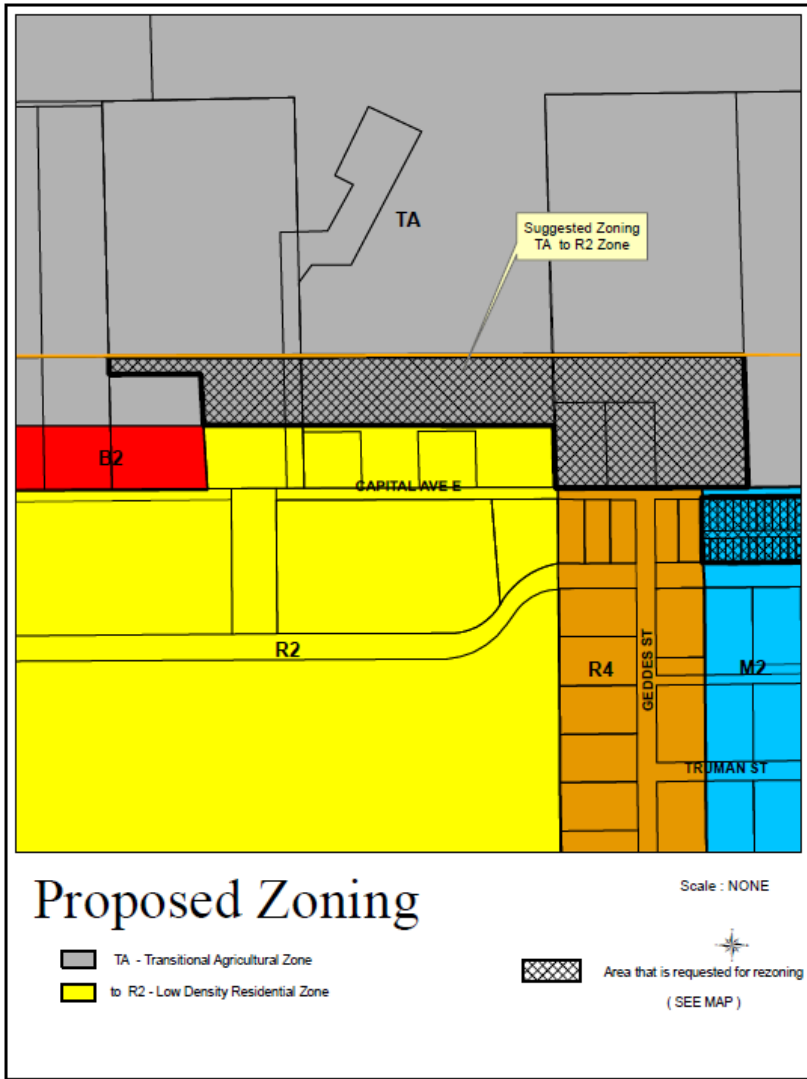 TA
Suggested Zoning
TA to R2 Zone
B2
CAPITAL AVE E
R2
R4
GEDDES ST
M2
TRUMAN ST
Proposed Zoning
Scale : NONE
TA - Transitional Agricultural Zone
to R2 - Low Density Residential Zone
Area that is requested for rezoning
( SEE MAP )